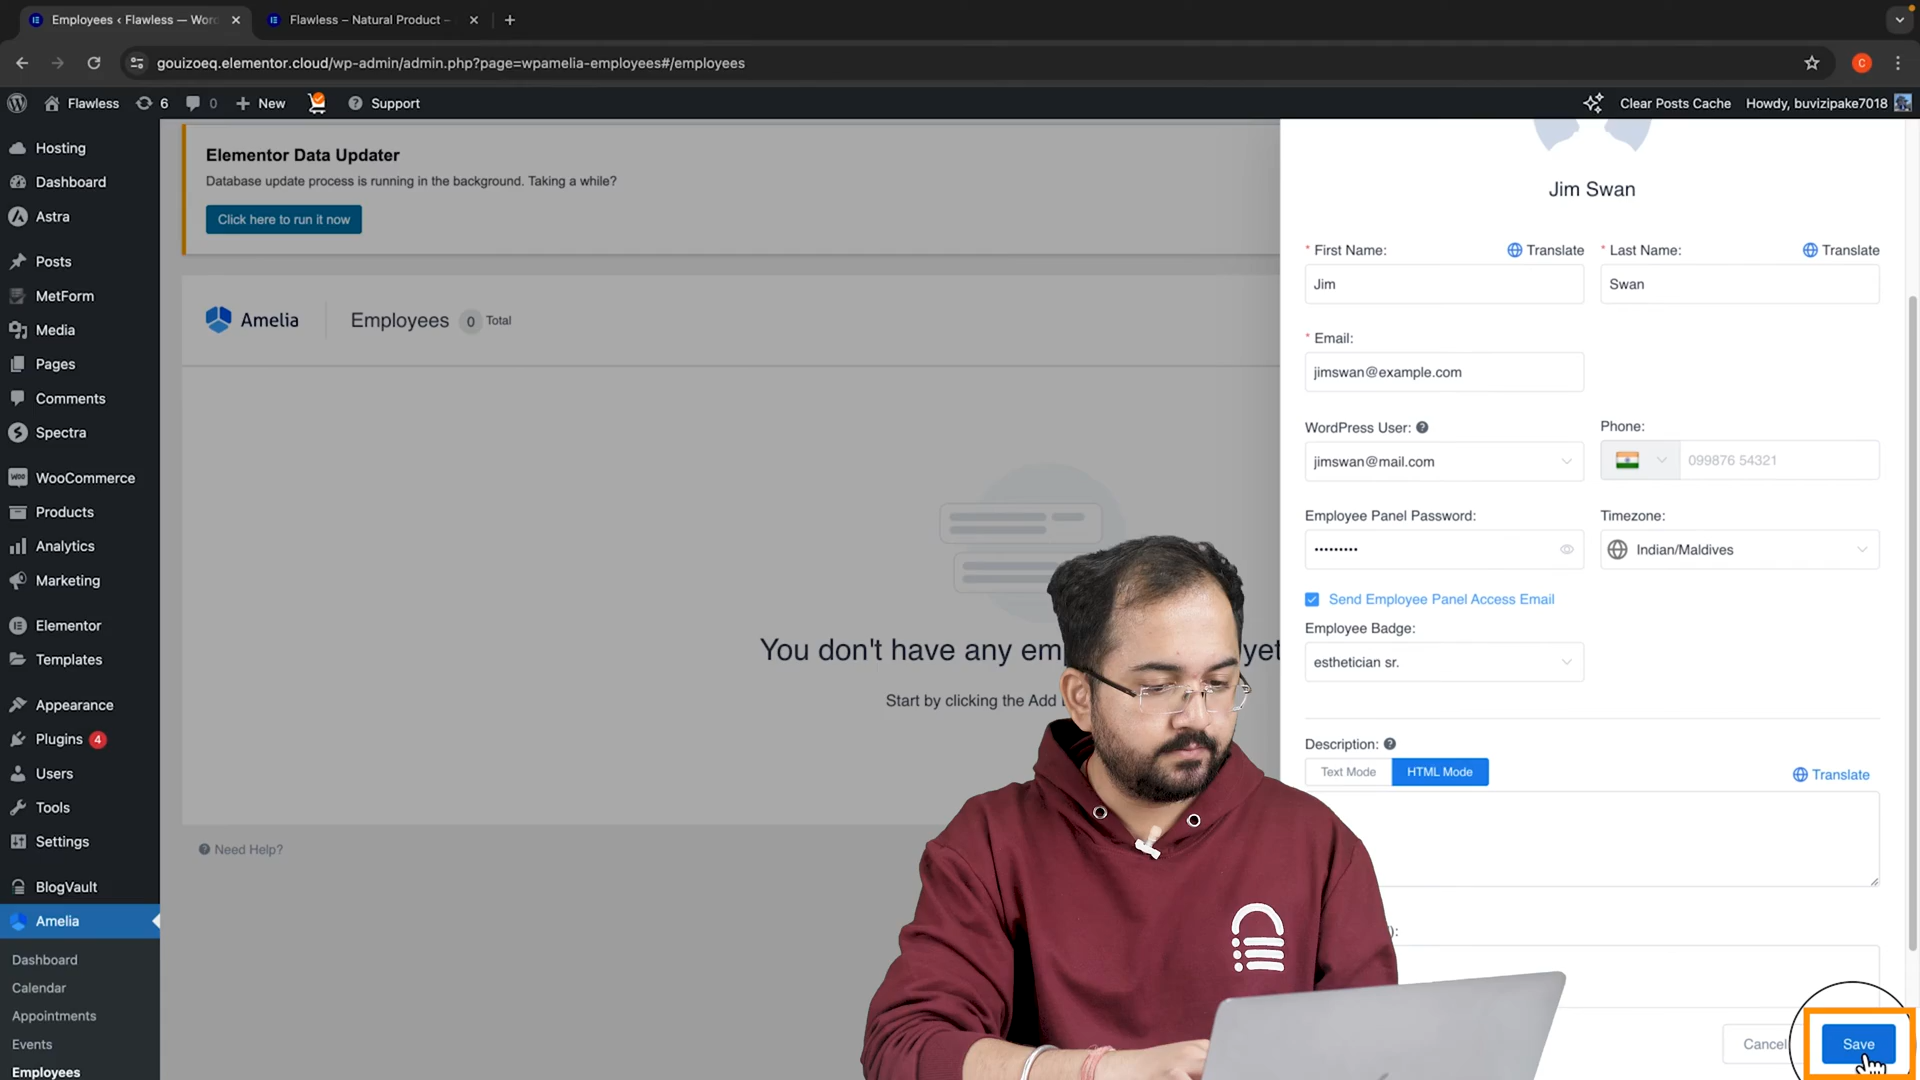 Employees ‹ Flawless — Wor
Flawless – Natural Product –
gouizoeq.elementor.cloud/wp-admin/admin.php?page=wpamelia-employees#/employees
C
Flawless
6
0
New
Support
Clear Posts Cache
Howdy, buvizipake7018
Hosting
Dashboard
Astra
Posts
MetForm
Media
Pages
Comments
Spectra
WooCommerce
Products
Analytics
Marketing
Elementor
Templates
Appearance
Plugins 4
Users
Tools
Settings
BlogVault
Amelia
Dashboard
Calendar
Appointments
Events
Employees
Elementor Data Updater
Database update process is running in the background. Taking a while?
Click here to run it now
Amelia
Employees 0 Total
You don't have any em yet
Start by clicking the Add
Need Help?
Jim Swan
* First Name: Translate
Jim
* Last Name: Translate
Swan
* Email:
jimswan@example.com
WordPress User:
jimswan@mail.com
Phone:
099876 54321
Employee Panel Password:
•••••••••
Timezone:
Indian/Maldives
Send Employee Panel Access Email
Employee Badge:
esthetician sr.
Description:
Text Mode HTML Mode
Translate
):
Cancel
Save